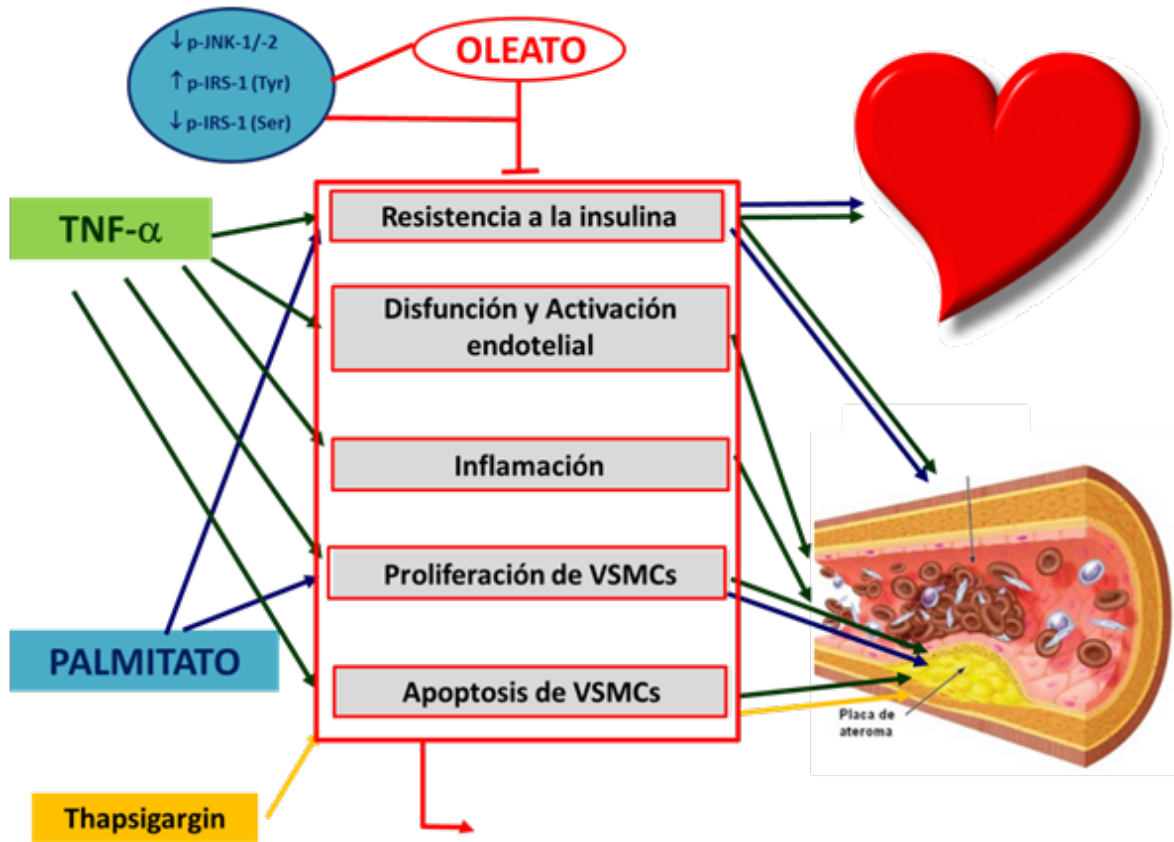 ↓ p-JNK-1/-2
↑ p-IRS-1 (Tyr)
↓ p-IRS-1 (Ser)
OLEATO
TNF-α
Resistencia a la insulina
Disfunción y Activación
endotelial
Inflamación
Proliferación de VSMCs
PALMITATO
Apoptosis de VSMCs
Placa de
ateroma
Thapsigargin